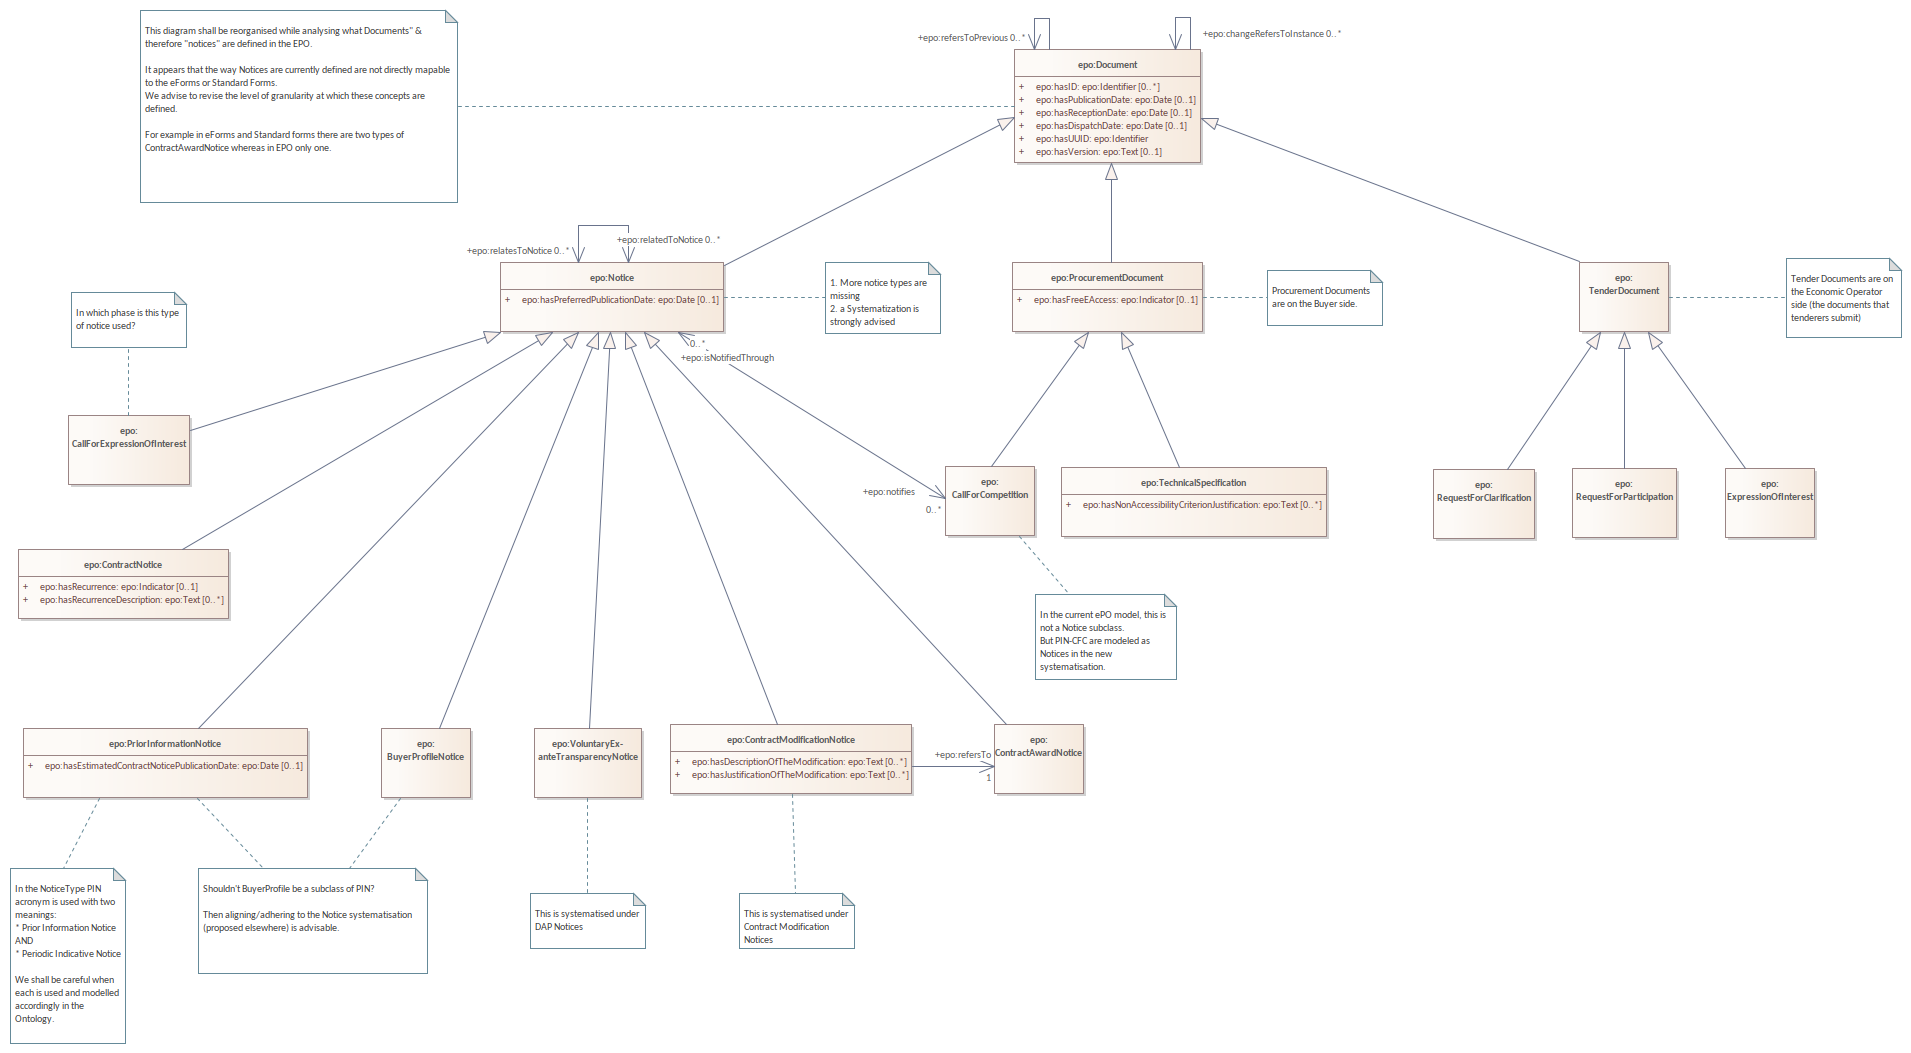 This diagram shall be reorganised while analysing what Documents" &
therefore "notices" are defined in the EPO.
It appears that the way Notices are currently defined are not directly mapable
to the eForms or Standard Forms.
We advise to revise the level of granularity at which these concepts are
defined.
For example in eForms and Standard forms there are two types of
ContractAwardNotice whereas in EPO only one.
+epo:refersToPrevious 0..*
+epo:changeRefersToInstance 0..*
epo:Document
+ epo:hasID: epo:Identifier [0..*]
+ epo:hasPublicationDate: epo:Date [0..1]
+ epo:hasReceptionDate: epo:Date [0..1]
+ epo:hasDispatchDate: epo:Date [0..1]
+ epo:hasUUID: epo:Identifier
+ epo:hasVersion: epo:Text [0..1]
+epo:relatesToNotice 0..*
+epo:relatedToNotice 0..*
epo:Notice
+ epo:hasPreferredPublicationDate: epo:Date [0..1]
1. More notice types are
missing
2. a Systematization is
strongly advised
epo:ProcurementDocument
+ epo:hasFreeEAccess: epo:Indicator [0..1]
Procurement Documents
are on the Buyer side.
epo:
TenderDocument
Tender Documents are on
the Economic Operator
side (the documents that
tenderers submit)
In which phase is this type
of notice used?
0..*
+epo:isNotifiedThrough
epo:
CallForExpressionOfInterest
+epo:notifies
0..*
epo:
CallForCompetition
epo:TechnicalSpecification
+ epo:hasNonAccessibilityCriterionJustification: epo:Text [0..*]
epo:
RequestForClarification
epo:
RequestForParticipation
epo:
ExpressionOfInterest
epo:ContractNotice
+ epo:hasRecurrence: epo:Indicator [0..1]
+ epo:hasRecurrenceDescription: epo:Text [0..*]
In the current ePO model, this is
not a Notice subclass.
But PIN-CFC are modeled as
Notices in the new
systematisation.
epo:PriorInformationNotice
+ epo:hasEstimatedContractNoticePublicationDate: epo:Date [0..1]
epo:
BuyerProfileNotice
epo:VoluntaryEx-
anteTransparencyNotice
epo:ContractModificationNotice
+ epo:hasDescriptionOfTheModification: epo:Text [0..*]
+ epo:hasJustificationOfTheModification: epo:Text [0..*]
+epo:refersTo
1
epo:
ContractAwardNotice
In the NoticeType PIN
acronym is used with two
meanings:
* Prior Information Notice
AND
* Periodic Indicative Notice
We shall be careful when
each is used and modelled
accordingly in the
Ontology.
Shouldn't BuyerProfile be a subclass of PIN?
Then aligning/adhering to the Notice systematisation
(proposed elsewhere) is advisable.
This is systematised under
DAP Notices
This is systematised under
Contract Modification
Notices